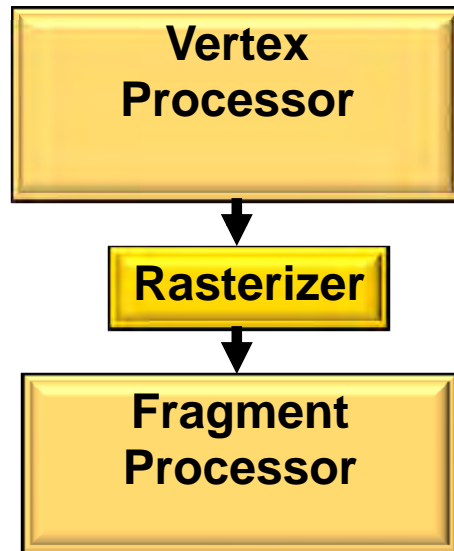 Vertex
Processor
Rasterizer
Fragment
Processor